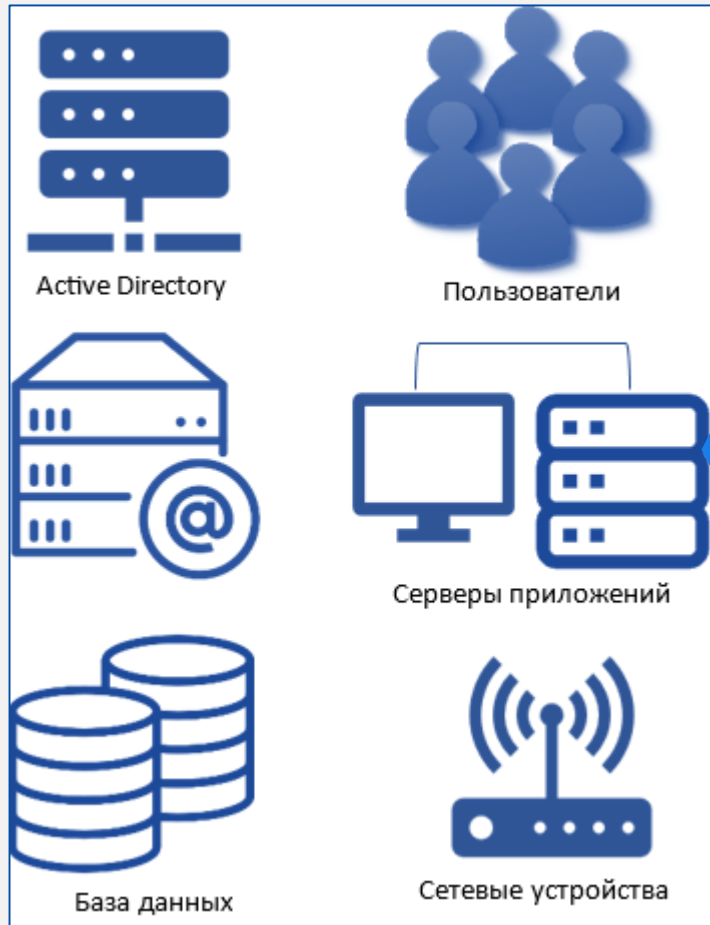 Active Directory
Пользователи
@
Серверы приложений
База данных
Сетевые устройства